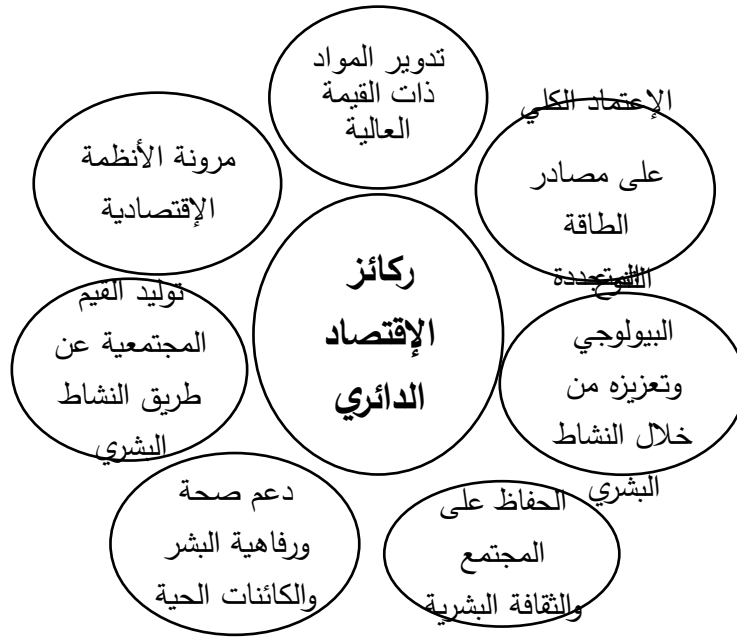 تدوير المواد
ذات القيمة
العالية
الإعتماد الكلي
على مصادر
الطاقة
المتجددة
التنوع
البيولوجي
وتعزيزه من
خلال النشاط
البشري
الحفاظ على
المجتمع
والثقافة البشرية
دعم صحة
ورفاهية البشر
والكائنات الحية
توليد القيم
المجتمعية عن
طريق النشاط
البشري
مرونة الأنظمة
الإقتصادية
ركائز
الإقتصاد
الدائري